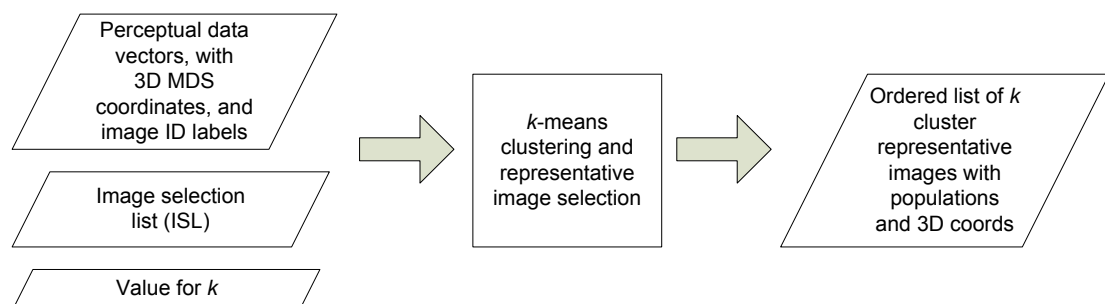 Perceptual data
vectors, with
3D MDS
coordinates, and
image ID labels
Image selection
list (ISL)
Value for k
k-means
clustering and
representative
image selection
Ordered list of k
cluster
representative
images with
populations
and 3D coords